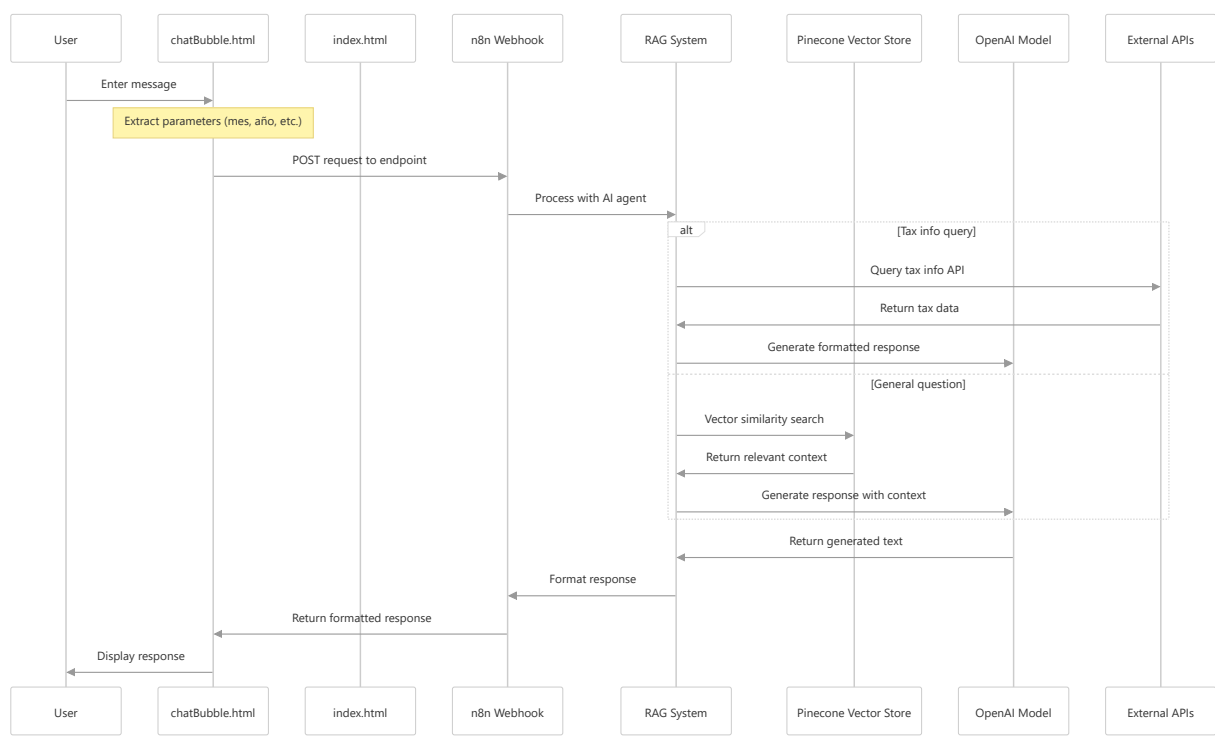 User
chatBubble.html
index.html
n8n Webhook
RAG System
Pinecone Vector Store
OpenAI Model
External APIs
Enter message
Extract parameters (mes, año, etc.)
POST request to endpoint
Process with AI agent
alt
[Tax info query]
Query tax info API
Return tax data
Generate formatted response
[General question]
Vector similarity search
Return relevant context
Generate response with context
Return generated text
Format response
Return formatted response
Display response
User
chatBubble.html
index.html
n8n Webhook
RAG System
Pinecone Vector Store
OpenAI Model
External APIs